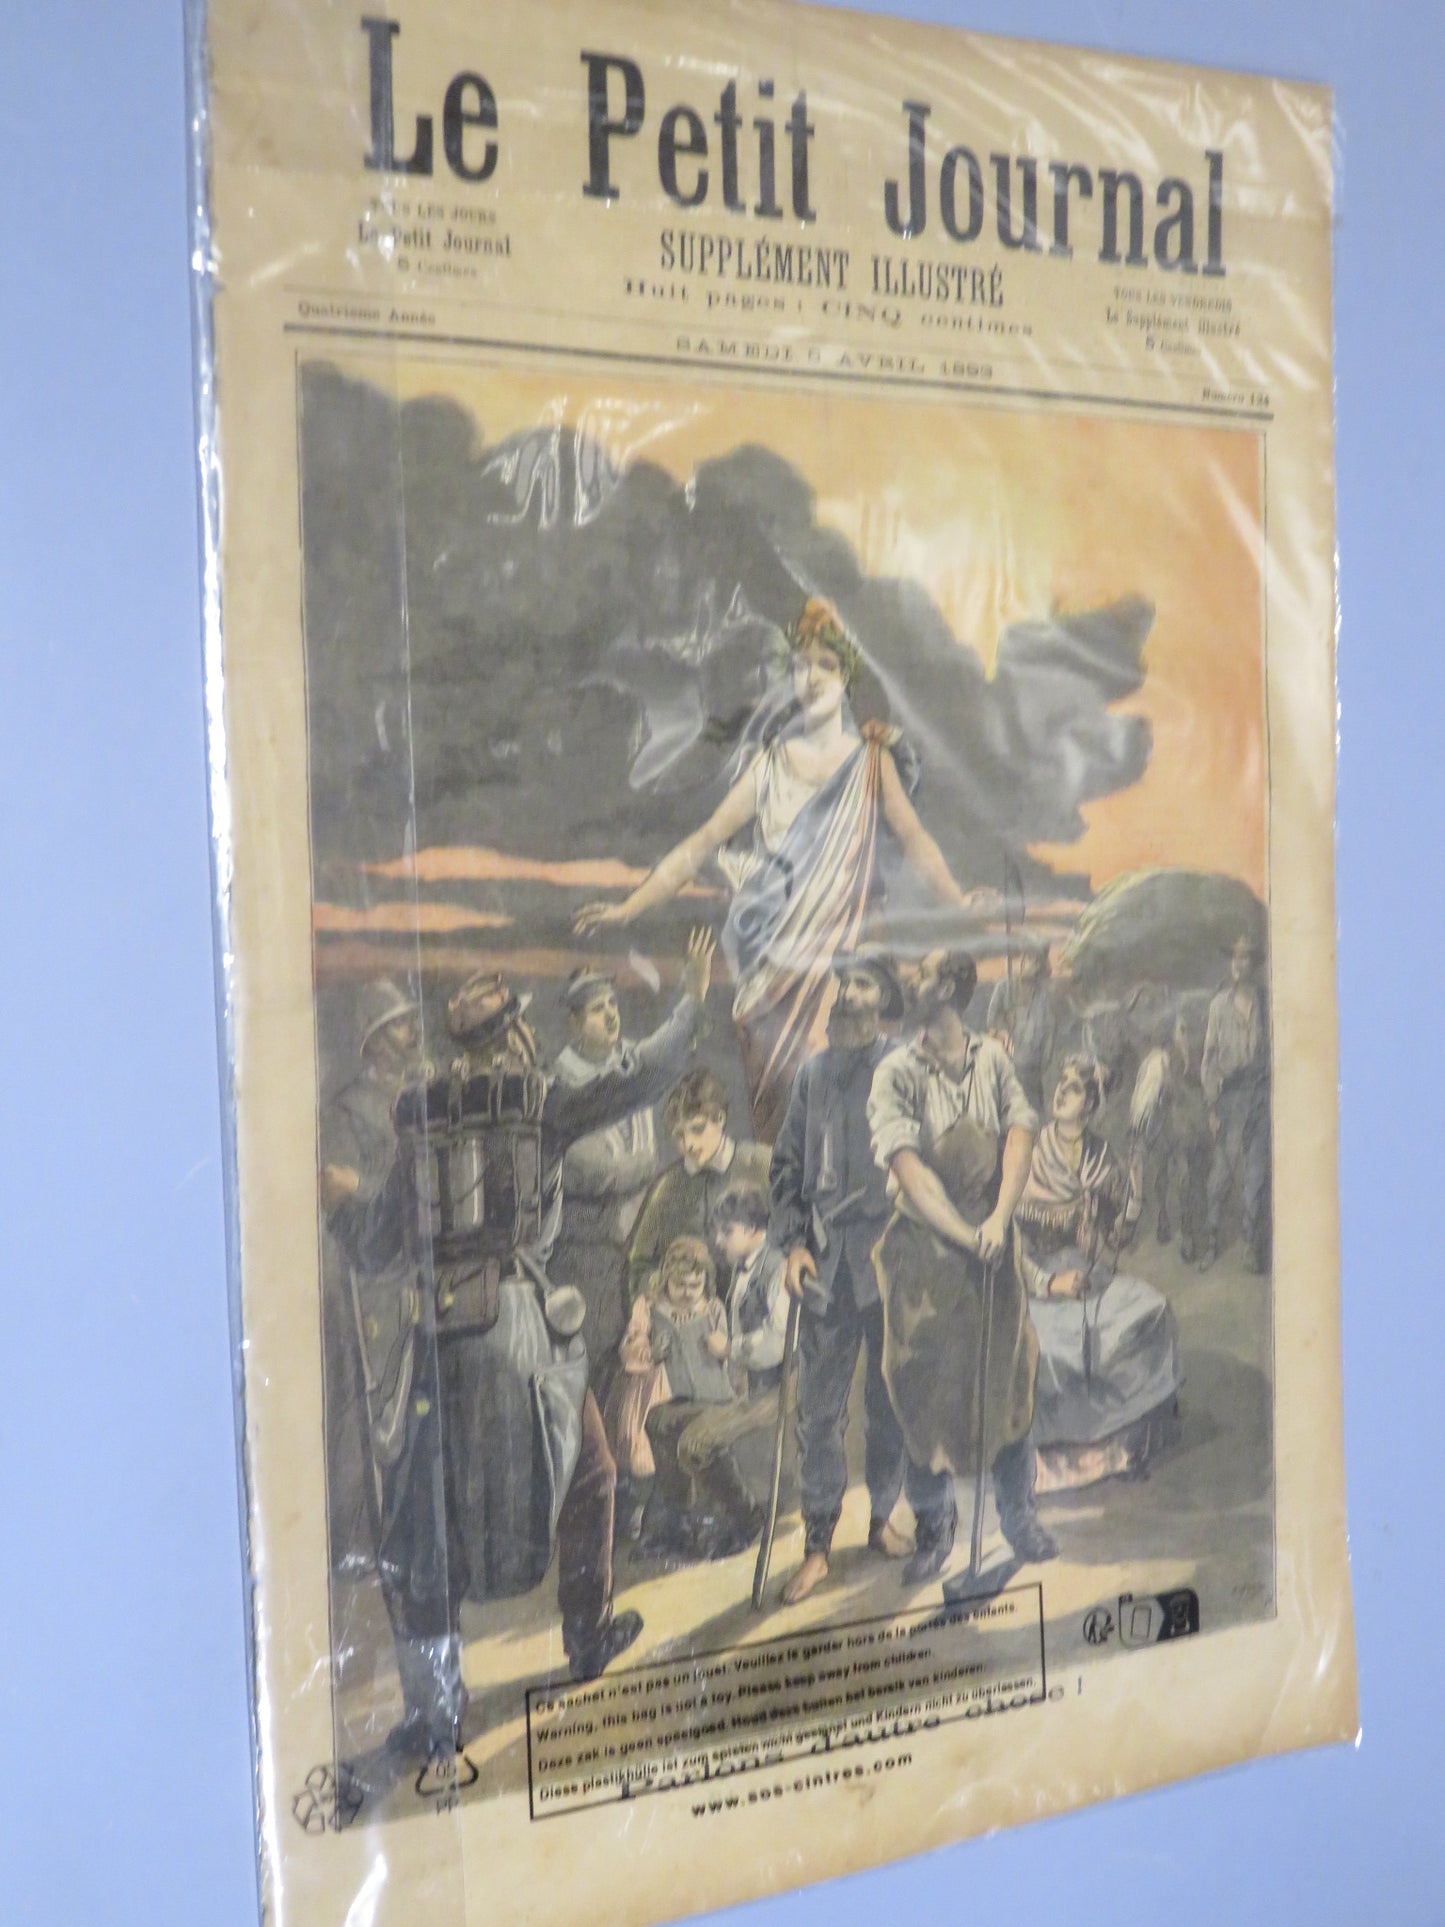 Le Petit Journal
TOUS LES JOURS
Le Petit Journal
5 Centimes
SUPPLÉMENT ILLUSTRÉ
Huit pages : CINQ centimes
TOUS LES VENDREDIS
Le Supplément illustré
5 Centimes
Quatrième Année
SAMEDI 8 AVRIL 1893
Numéro 124
Ce sachet n'est pas un jouet. Veuillez le garder hors de la portée des enfants.
Warning, this bag is not a toy. Please keep away from children.
Deze zak is geen speelgoed. Houd deze buiten het bereik van kinderen.
Diese plastikhülle ist zum spielen nicht geeignet und Kindern nicht zu überlassen.
Parlons d'autre chose !
www.sos-cintres.com
05
PP